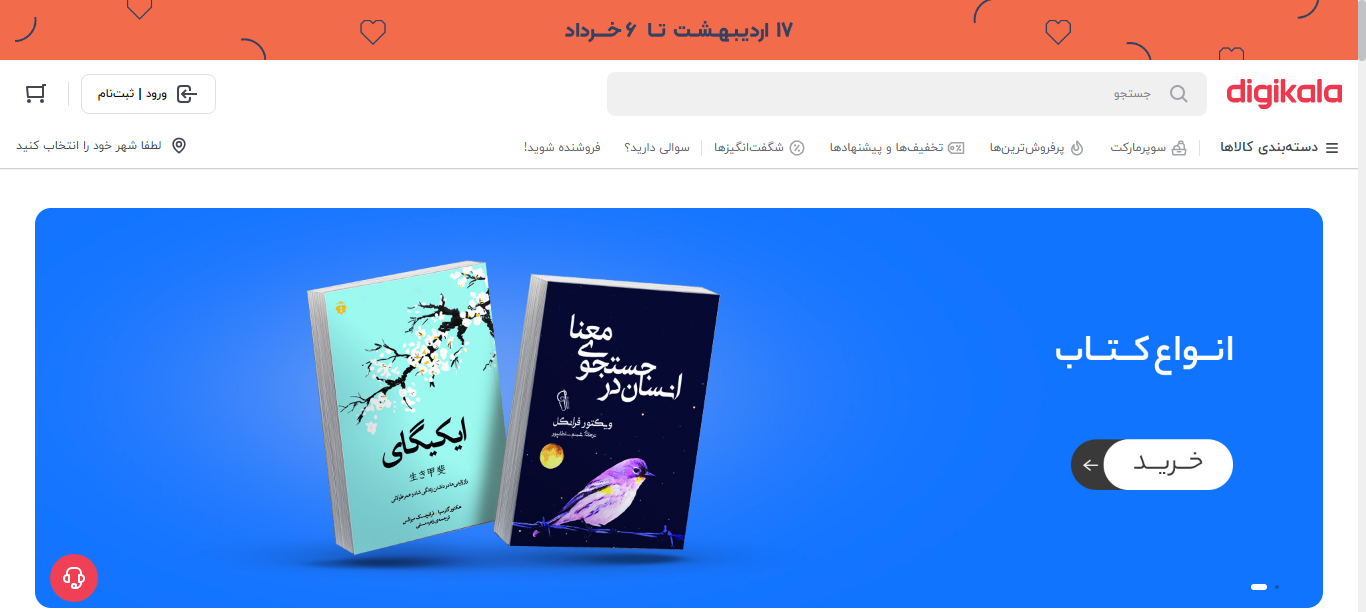 ۱۷ اردیبهشت تا ۶ خرداد
digikala
جستجو
ورود | ثبت‌نام
دسته‌بندی کالاها
سوپرمارکت
پرفروش‌ترین‌ها
تخفیف‌ها و پیشنهادها
شگفت‌انگیزها
سوالی دارید؟
فروشنده شوید!
لطفا شهر خود را انتخاب کنید
انواع کتاب
خرید
انسان در
جستجوی
معنا
ویکتور فرانکل
ایکیگای
生き甲斐